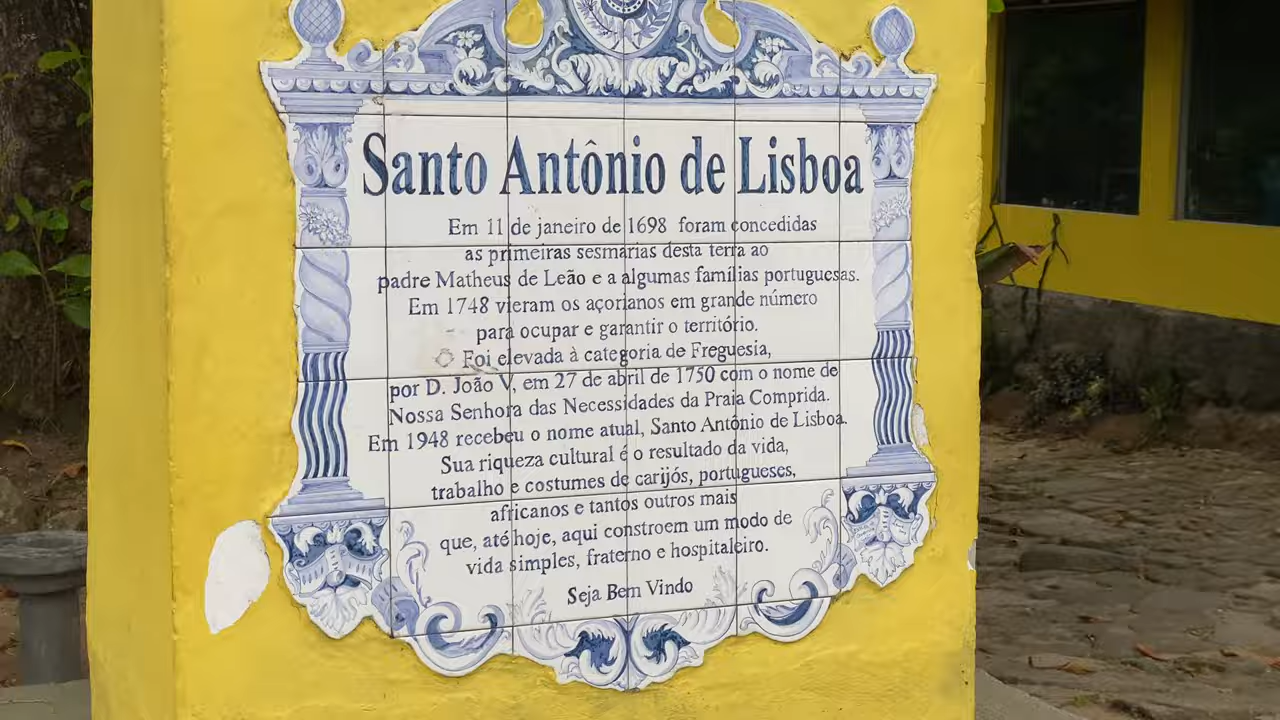 Santo Antônio de Lisboa
Em 11 de janeiro de 1698 foram concedidas
as primeiras sesmarias desta terra ao
padre Matheus de Leão e a algumas famílias portuguesas.
Em 1748 vieram os açorianos em grande número
para ocupar e garantir o território.
Foi elevada à categoria de Freguesia,
por D. João V, em 27 de abril de 1750 com o nome de
Nossa Senhora das Necessidades da Praia Comprida.
Em 1948 recebeu o nome atual, Santo Antônio de Lisboa.
Sua riqueza cultural é o resultado da vida,
trabalho e costumes de carijós, portugueses,
africanos e tantos outros mais
que, até hoje, aqui constroem um modo de
vida simples, fraterno e hospitaleiro.
Seja Bem Vindo